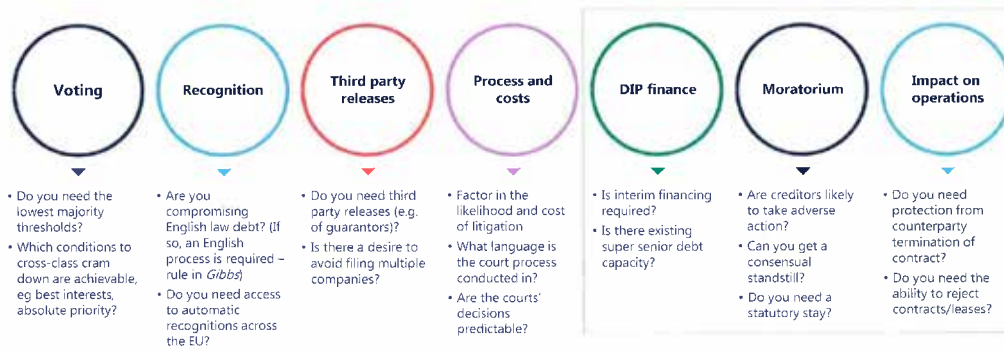 Voting
Recognition
Third party
releases
Process and
costs
DIP finance
Moratorium
Impact on
operations
• Do you need the
lowest majority
thresholds?
• Which conditions to
cross-class cram
down are achievable,
eg best interests,
absolute priority?
• Are you
compromising
English law debt? (If
so, an English
process is required –
rule in Gibbs)
• Do you need access
to automatic
recognitions across
the EU?
• Do you need third
party releases (e.g.
of guarantors)?
• Is there a desire to
avoid filing multiple
companies?
• Factor in the
likelihood and cost
of litigation
• What language is
the court process
conducted in?
• Are the courts'
decisions
predictable?
• Is interim financing
required?
• Is there existing
super senior debt
capacity?
• Are creditors likely
to take adverse
action?
• Can you get a
consensual
standstill?
• Do you need a
statutory stay?
• Do you need
protection from
counterparty
termination of
contract?
• Do you need the
ability to reject
contracts/leases?